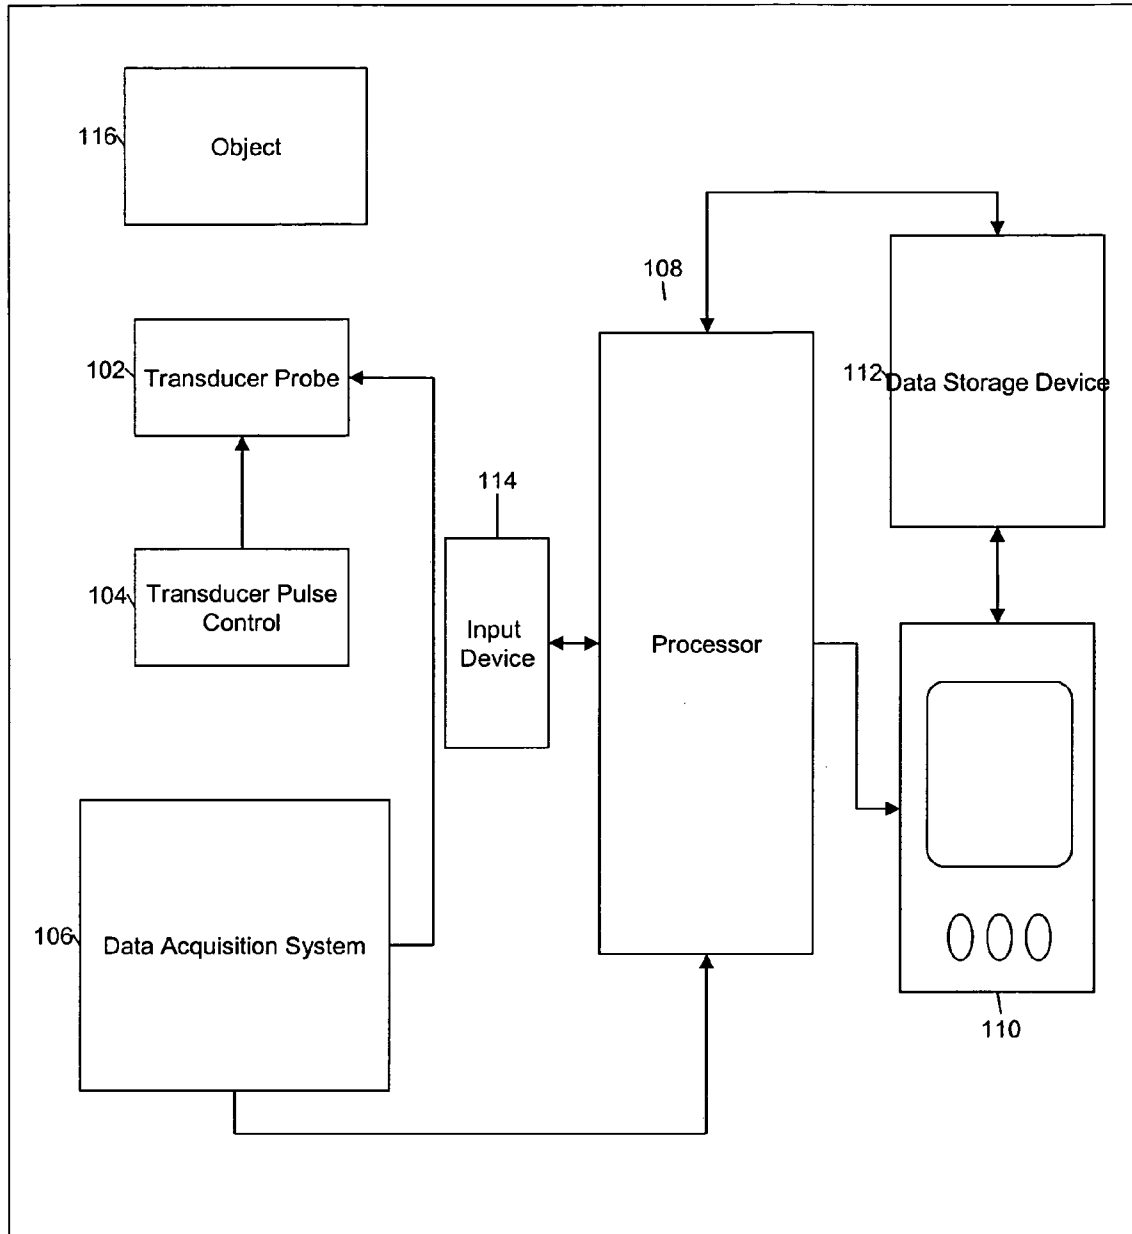 116
Object
108
102
Transducer Probe
112
Data Storage Device
114
104
Transducer Pulse
Control
Input
Device
Processor
106
Data Acquisition System
110